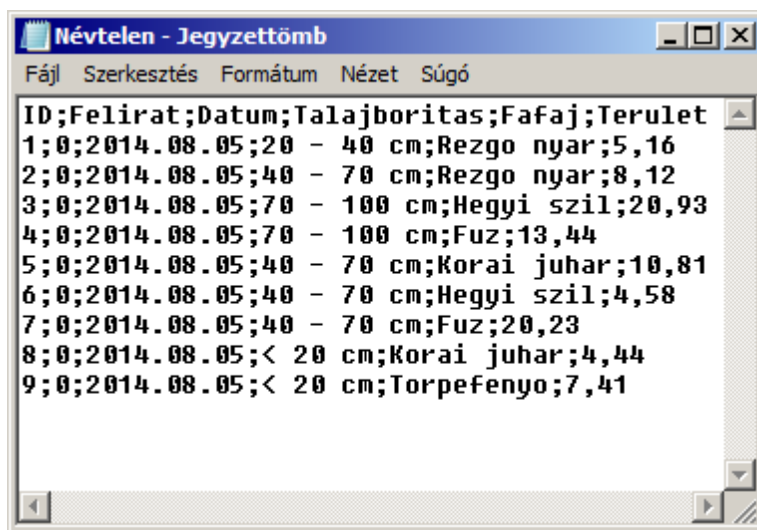 Névtelen - Jegyzettömb
Fájl Szerkesztés Formátum Nézet Súgó
ID;Felirat;Datum;Talajboritas;Fafaj;Terulet
1;0;2014.08.05;20 - 40 cm;Rezgo nyar;5,16
2;0;2014.08.05;40 - 70 cm;Rezgo nyar;8,12
3;0;2014.08.05;70 - 100 cm;Hegyi szil;20,93
4;0;2014.08.05;70 - 100 cm;Fuz;13,44
5;0;2014.08.05;40 - 70 cm;Korai juhar;10,81
6;0;2014.08.05;40 - 70 cm;Hegyi szil;4,58
7;0;2014.08.05;40 - 70 cm;Fuz;20,23
8;0;2014.08.05;< 20 cm;Korai juhar;4,44
9;0;2014.08.05;< 20 cm;Torpefenyo;7,41